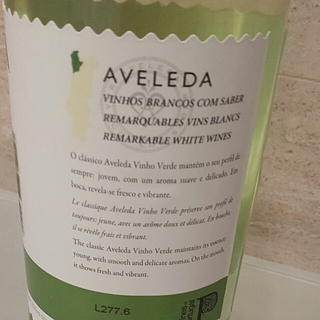 AVELEDA
VINHOS BRANCOS COM SABER
REMARQUABLES VINS BLANCS
REMARKABLE WHITE WINES
O clássico Aveleda Vinho Verde mantém o seu perfil de
sempre: jovem, com um aroma suave e delicado. Em
boca, revela-se fresco e vibrante.
Le classique Aveleda Vinho Verde préserve son profil de
toujours: jeune, avec un arôme doux et délicat. En bouche,
il se révèle frais et vibrant.
The classic Aveleda Vinho Verde maintains its essence:
young, with smooth and delicate aromas. On the mouth,
it shows fresh and vibrant.
L277.6